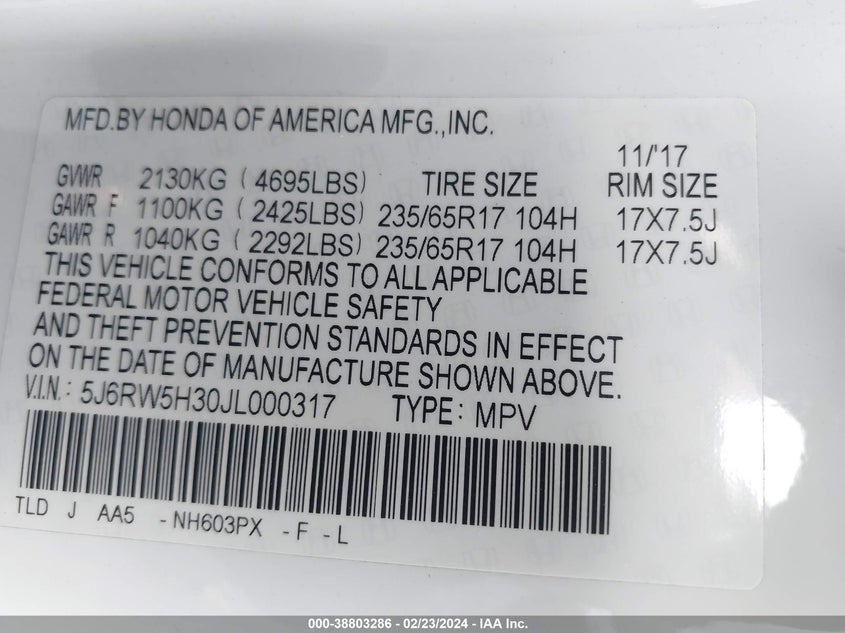 MFD.BY HONDA OF AMERICA MFG.,INC.
11/'17
GVWR 2130KG (4695LBS) TIRE SIZE RIM SIZE
GAWR F 1100KG (2425LBS) 235/65R17 104H 17X7.5J
GAWR R 1040KG (2292LBS) 235/65R17 104H 17X7.5J
THIS VEHICLE CONFORMS TO ALL APPLICABLE
FEDERAL MOTOR VEHICLE SAFETY
AND THEFT PREVENTION STANDARDS IN EFFECT
ON THE DATE OF MANUFACTURE SHOWN ABOVE.
V.I.N.: 5J6RW5H30JL000317 TYPE: MPV
TLD J AA5 -NH603PX -F -L
000-38803286 - 02/23/2024 - IAA Inc.